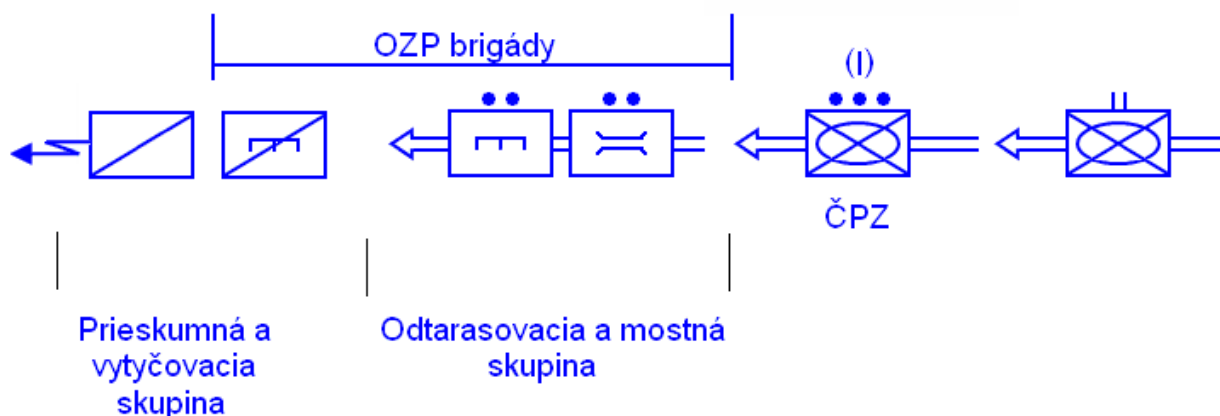 OZP brigády
(I)
ČPZ
Prieskumná a
vytyčovacia
skupina
Odtarasovacia a mostná
skupina